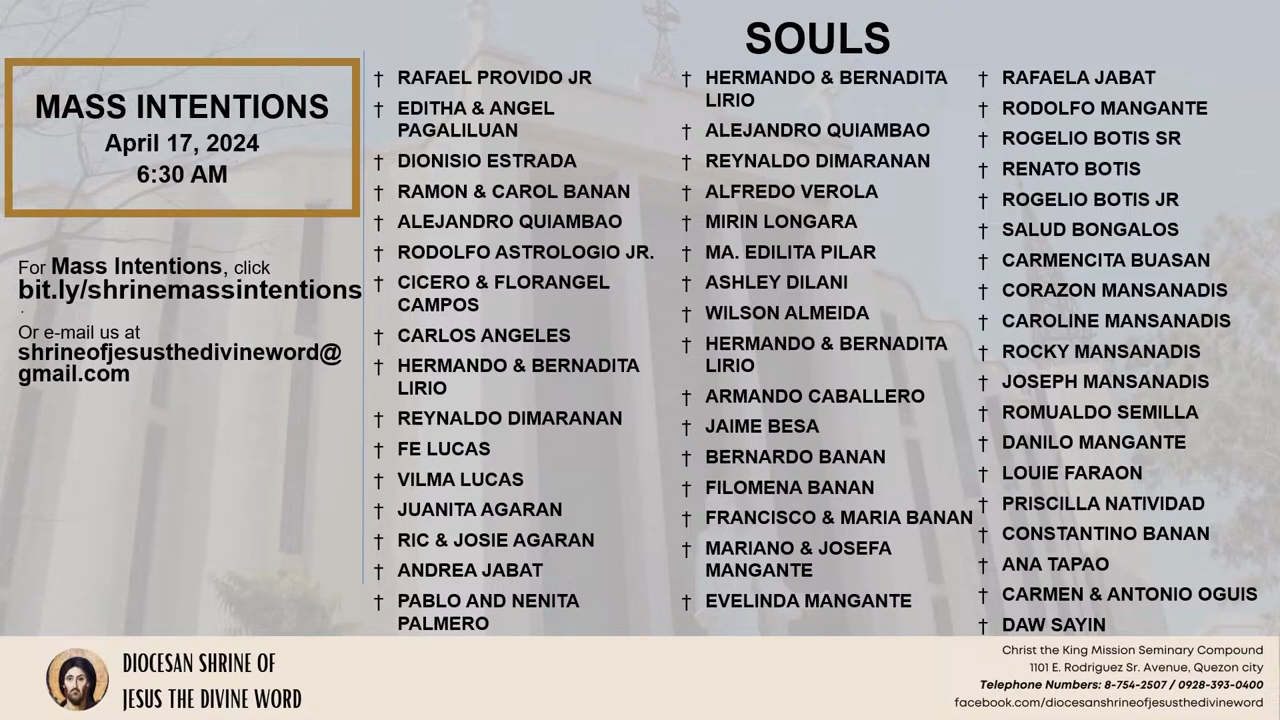 SOULS
MASS INTENTIONS
April 17, 2024
6:30 AM
For Mass Intentions, click
bit.ly/shrinemassintentions
.
Or e-mail us at
shrineofjesusthedivineword@
gmail.com
† RAFAEL PROVIDO JR
† EDITHA & ANGEL
PAGALILUAN
† DIONISIO ESTRADA
† RAMON & CAROL BANAN
† ALEJANDRO QUIAMBAO
† RODOLFO ASTROLOGIO JR.
† CICERO & FLORANGEL
CAMPOS
† CARLOS ANGELES
† HERMANDO & BERNADITA
LIRIO
† REYNALDO DIMARANAN
† FE LUCAS
† VILMA LUCAS
† JUANITA AGARAN
† RIC & JOSIE AGARAN
† ANDREA JABAT
† PABLO AND NENITA
PALMERO
† HERMANDO & BERNADITA
LIRIO
† ALEJANDRO QUIAMBAO
† REYNALDO DIMARANAN
† ALFREDO VEROLA
† MIRIN LONGARA
† MA. EDILITA PILAR
† ASHLEY DILANI
† WILSON ALMEIDA
† HERMANDO & BERNADITA
LIRIO
† ARMANDO CABALLERO
† JAIME BESA
† BERNARDO BANAN
† FILOMENA BANAN
† FRANCISCO & MARIA BANAN
† MARIANO & JOSEFA
MANGANTE
† EVELINDA MANGANTE
† RAFAELA JABAT
† RODOLFO MANGANTE
† ROGELIO BOTIS SR
† RENATO BOTIS
† ROGELIO BOTIS JR
† SALUD BONGALOS
† CARMENCITA BUASAN
† CORAZON MANSANADIS
† CAROLINE MANSANADIS
† ROCKY MANSANADIS
† JOSEPH MANSANADIS
† ROMUALDO SEMILLA
† DANILO MANGANTE
† LOUIE FARAON
† PRISCILLA NATIVIDAD
† CONSTANTINO BANAN
† ANA TAPAO
† CARMEN & ANTONIO OGUIS
† DAW SAYIN
DIOCESAN SHRINE OF
JESUS THE DIVINE WORD
Christ the King Mission Seminary Compound
1101 E. Rodriguez Sr. Avenue, Quezon city
Telephone Numbers: 8-754-2507 / 0928-393-0400
facebook.com/diocesanshrineofjesusthedivineword